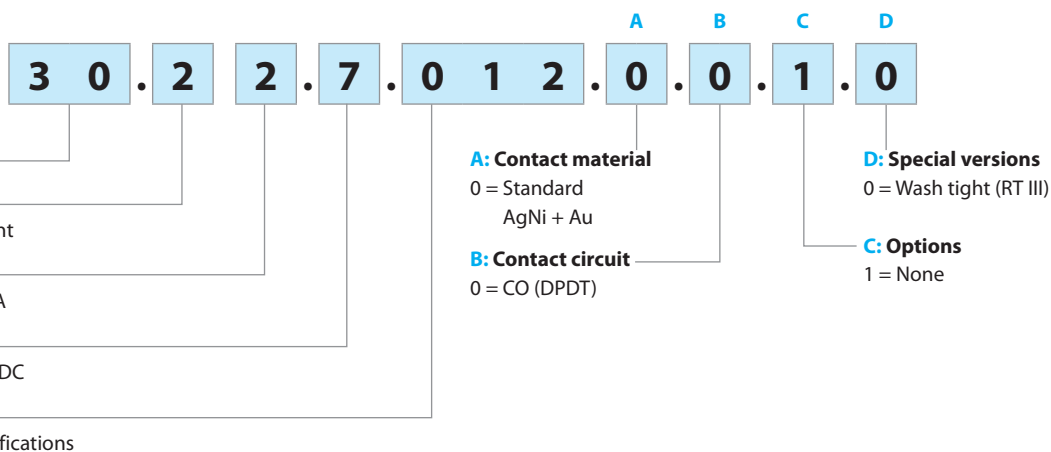 A B C D
3 0 . 2 2 . 7 . 0 1 2 . 0 . 0 . 1 . 0
A: Contact material
0 = Standard
AgNi + Au
B: Contact circuit
0 = CO (DPDT)
D: Special versions
0 = Wash tight (RT III)
C: Options
1 = None
nt
A
DC
fications